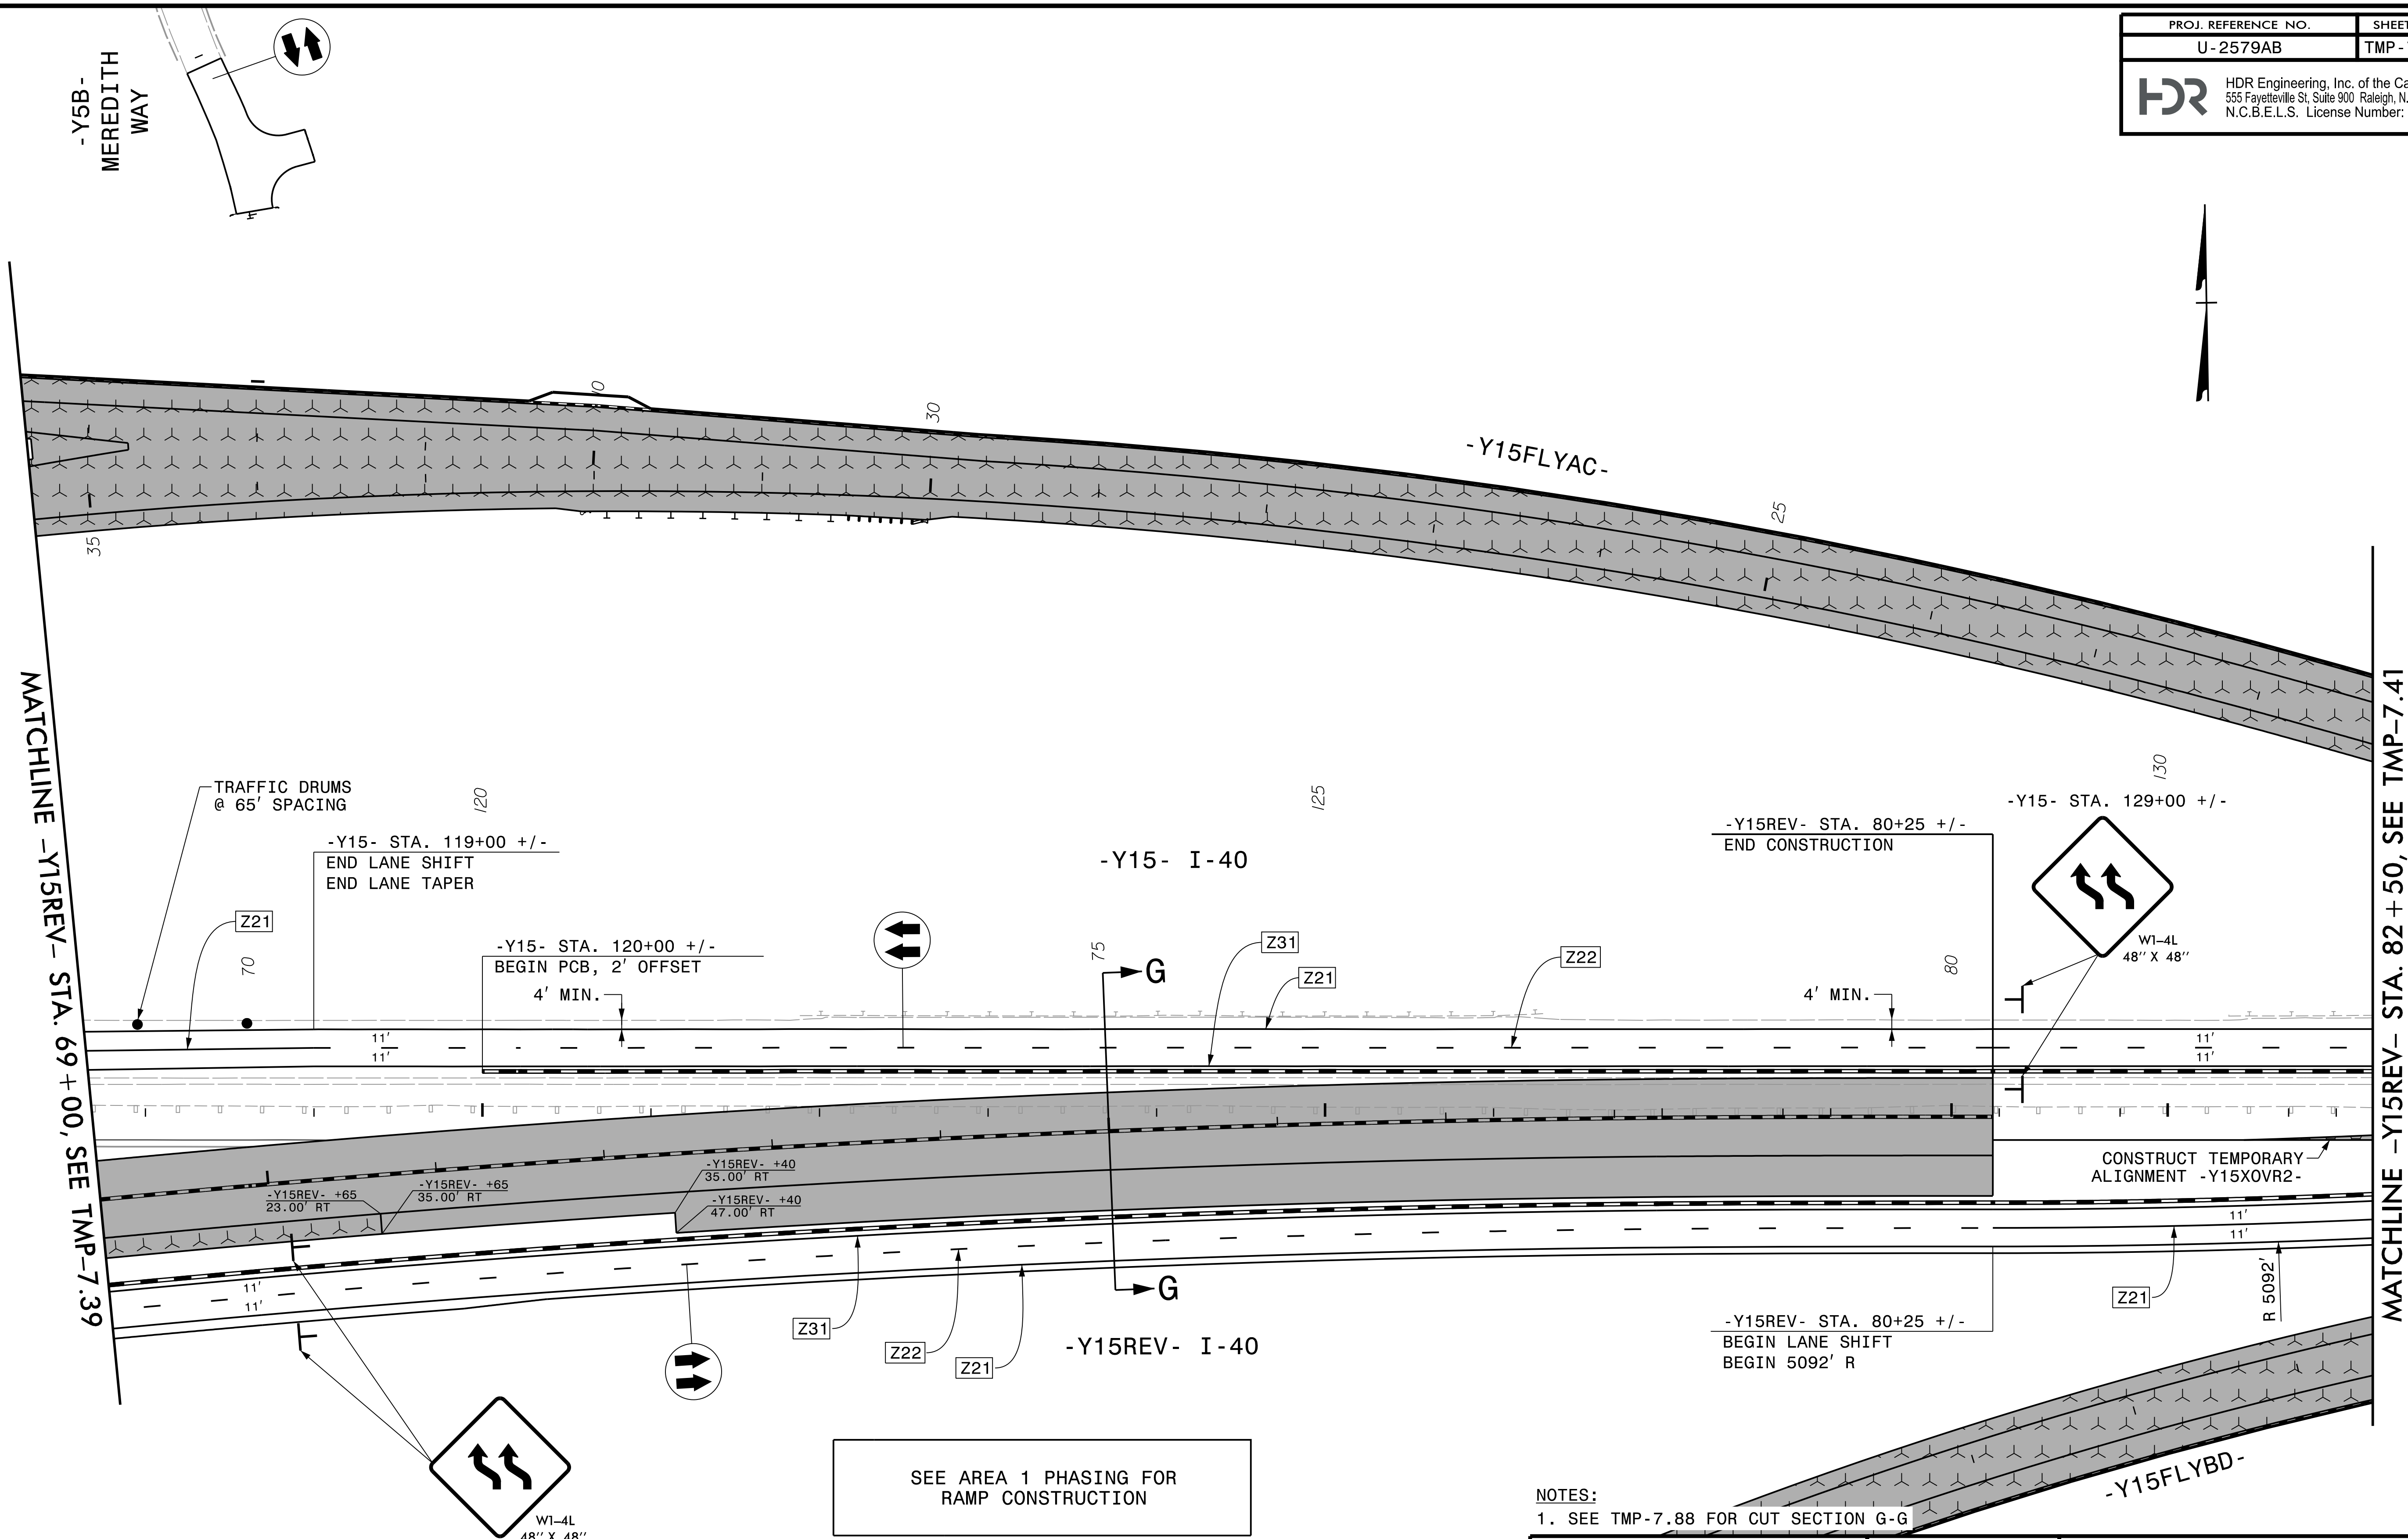 PROJ. REFERENCE NO.
SHEET
U-2579AB
TMP-
HDR
HDR Engineering, Inc. of the Ca
555 Fayetteville St, Suite 900 Raleigh, N.
N.C.B.E.L.S. License Number:
-Y5B-
MEREDITH
WAY
10
30
-Y15FLYAC-
25
35
MATCHLINE -Y15REV- STA. 69+00, SEE TMP-7.39
MATCHLINE -Y15REV- STA. 82+50, SEE TMP-7.41
TRAFFIC DRUMS
@ 65' SPACING
120
125
130
-Y15- STA. 129+00 +/-
-Y15- STA. 119+00 +/-
END LANE SHIFT
END LANE TAPER
-Y15- I-40
-Y15REV- STA. 80+25 +/-
END CONSTRUCTION
W1-4L
48" X 48"
Z21
70
-Y15- STA. 120+00 +/-
BEGIN PCB, 2' OFFSET
4' MIN.
75
G
Z31
Z21
Z22
4' MIN.
80
11'
11'
11'
11'
CONSTRUCT TEMPORARY
ALIGNMENT -Y15XOVR2-
-Y15REV- +65
23.00' RT
-Y15REV- +65
35.00' RT
-Y15REV- +40
35.00' RT
-Y15REV- +40
47.00' RT
11'
11'
11'
11'
G
Z31
Z22
Z21
-Y15REV- I-40
-Y15REV- STA. 80+25 +/-
BEGIN LANE SHIFT
BEGIN 5092' R
Z21
R 5092'
W1-4L
48" X 48"
SEE AREA 1 PHASING FOR
RAMP CONSTRUCTION
-Y15FLYBD-
NOTES:
1. SEE TMP-7.88 FOR CUT SECTION G-G